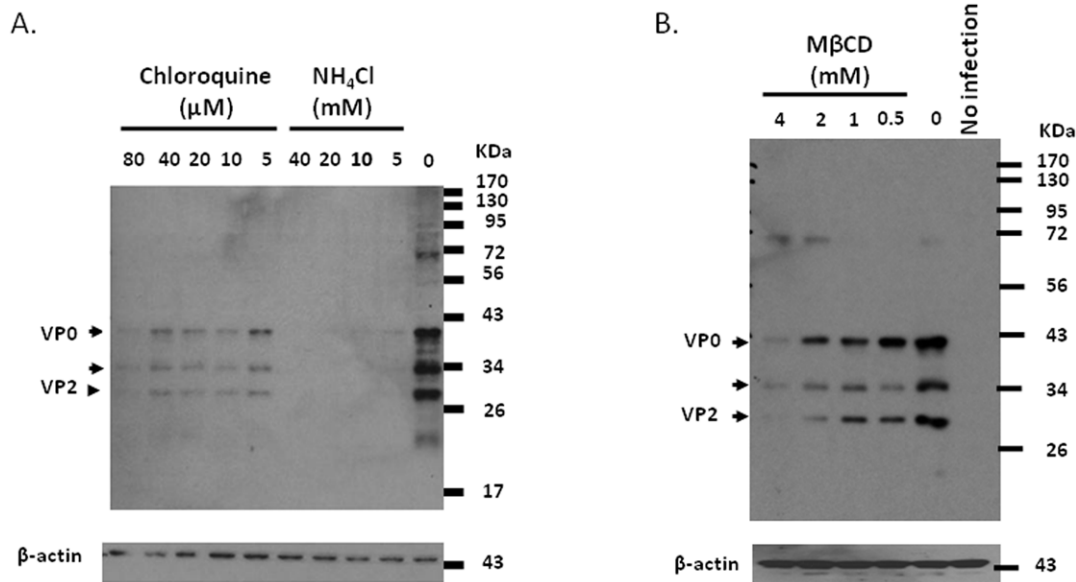 A.
Chloroquine
(μM)
NH₄Cl
(mM)
80 40 20 10 5 40 20 10 5 0
KDa
170
130
95
72
56
43
34
26
17
VP0
VP2
β-actin
43
B.
MβCD
(mM)
No infection
4 2 1 0.5 0
KDa
170
130
95
72
56
43
34
26
VP0
VP2
β-actin
43